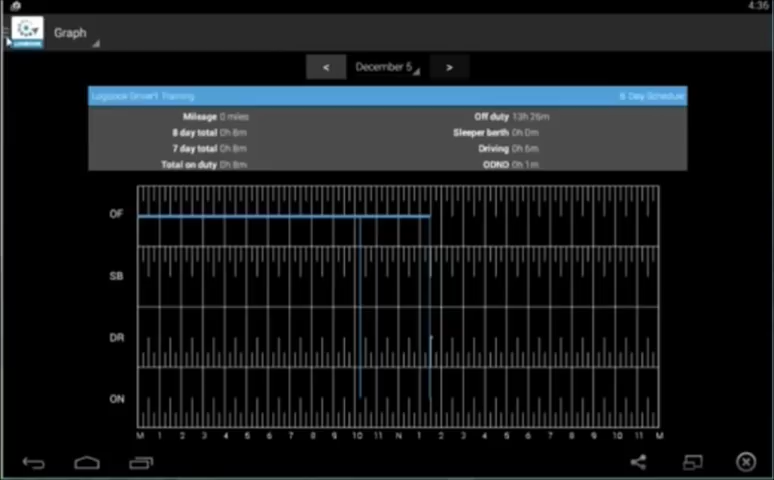 4:36
Graph
< December 5 >
Training
Mileage 0 miles Off duty 13h 26m
8 day total 0h 8m Sleeper berth 0h 0m
7 day total 0h 8m Driving 0h 6m
Total on duty 0h 8m ODND 0h 1m
OF
SB
DR
ON
M 1 2 3 4 5 6 7 8 9 10 11 N 1 2 3 4 5 6 7 8 9 10 11 M